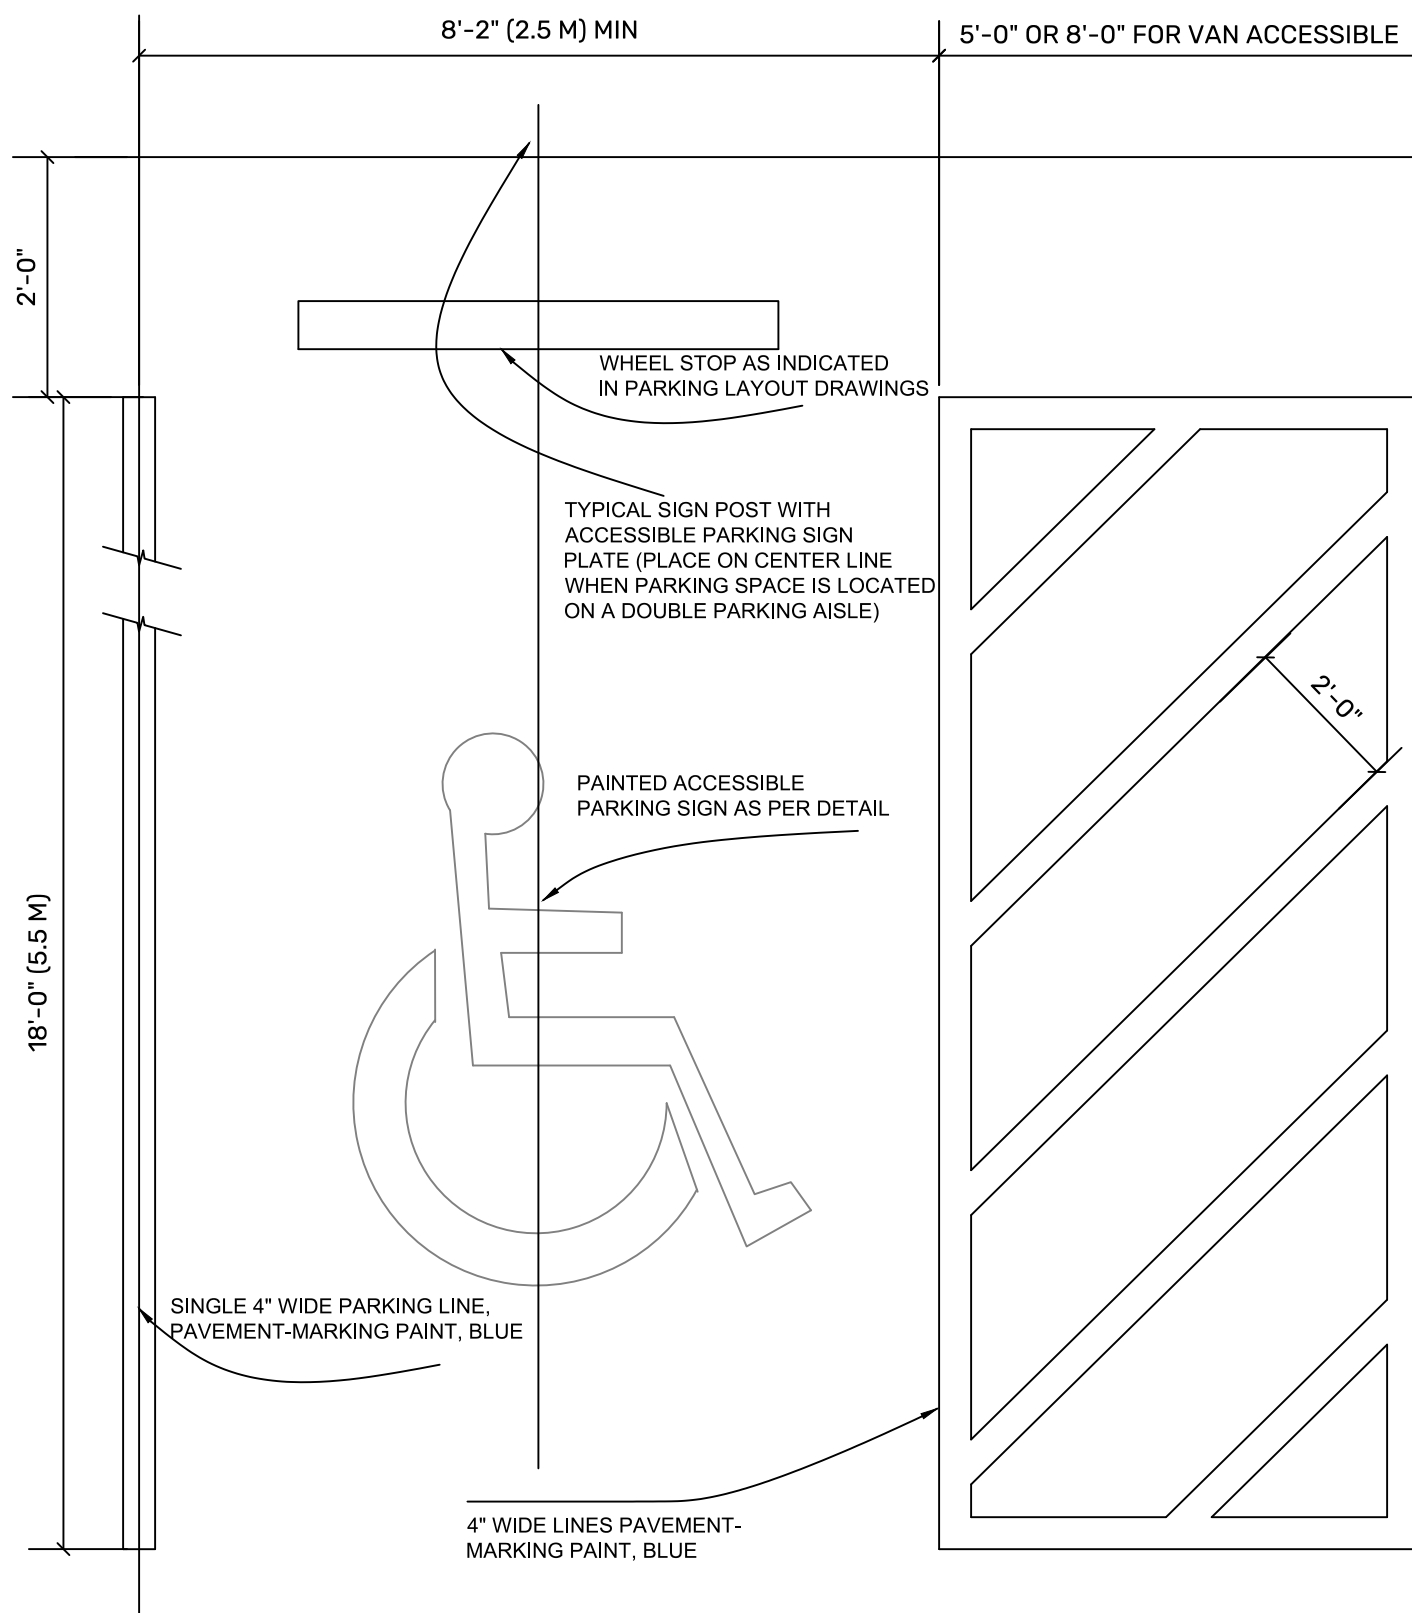 8'-2" (2.5 M) MIN
5'-0" OR 8'-0" FOR VAN ACCESSIBLE
2'-0"
WHEEL STOP AS INDICATED
IN PARKING LAYOUT DRAWINGS
TYPICAL SIGN POST WITH
ACCESSIBLE PARKING SIGN
PLATE (PLACE ON CENTER LINE
WHEN PARKING SPACE IS LOCATED
ON A DOUBLE PARKING AISLE)
2'-0"
PAINTED ACCESSIBLE
PARKING SIGN AS PER DETAIL
18'-0" (5.5 M)
SINGLE 4" WIDE PARKING LINE,
PAVEMENT-MARKING PAINT, BLUE
4" WIDE LINES PAVEMENT-
MARKING PAINT, BLUE